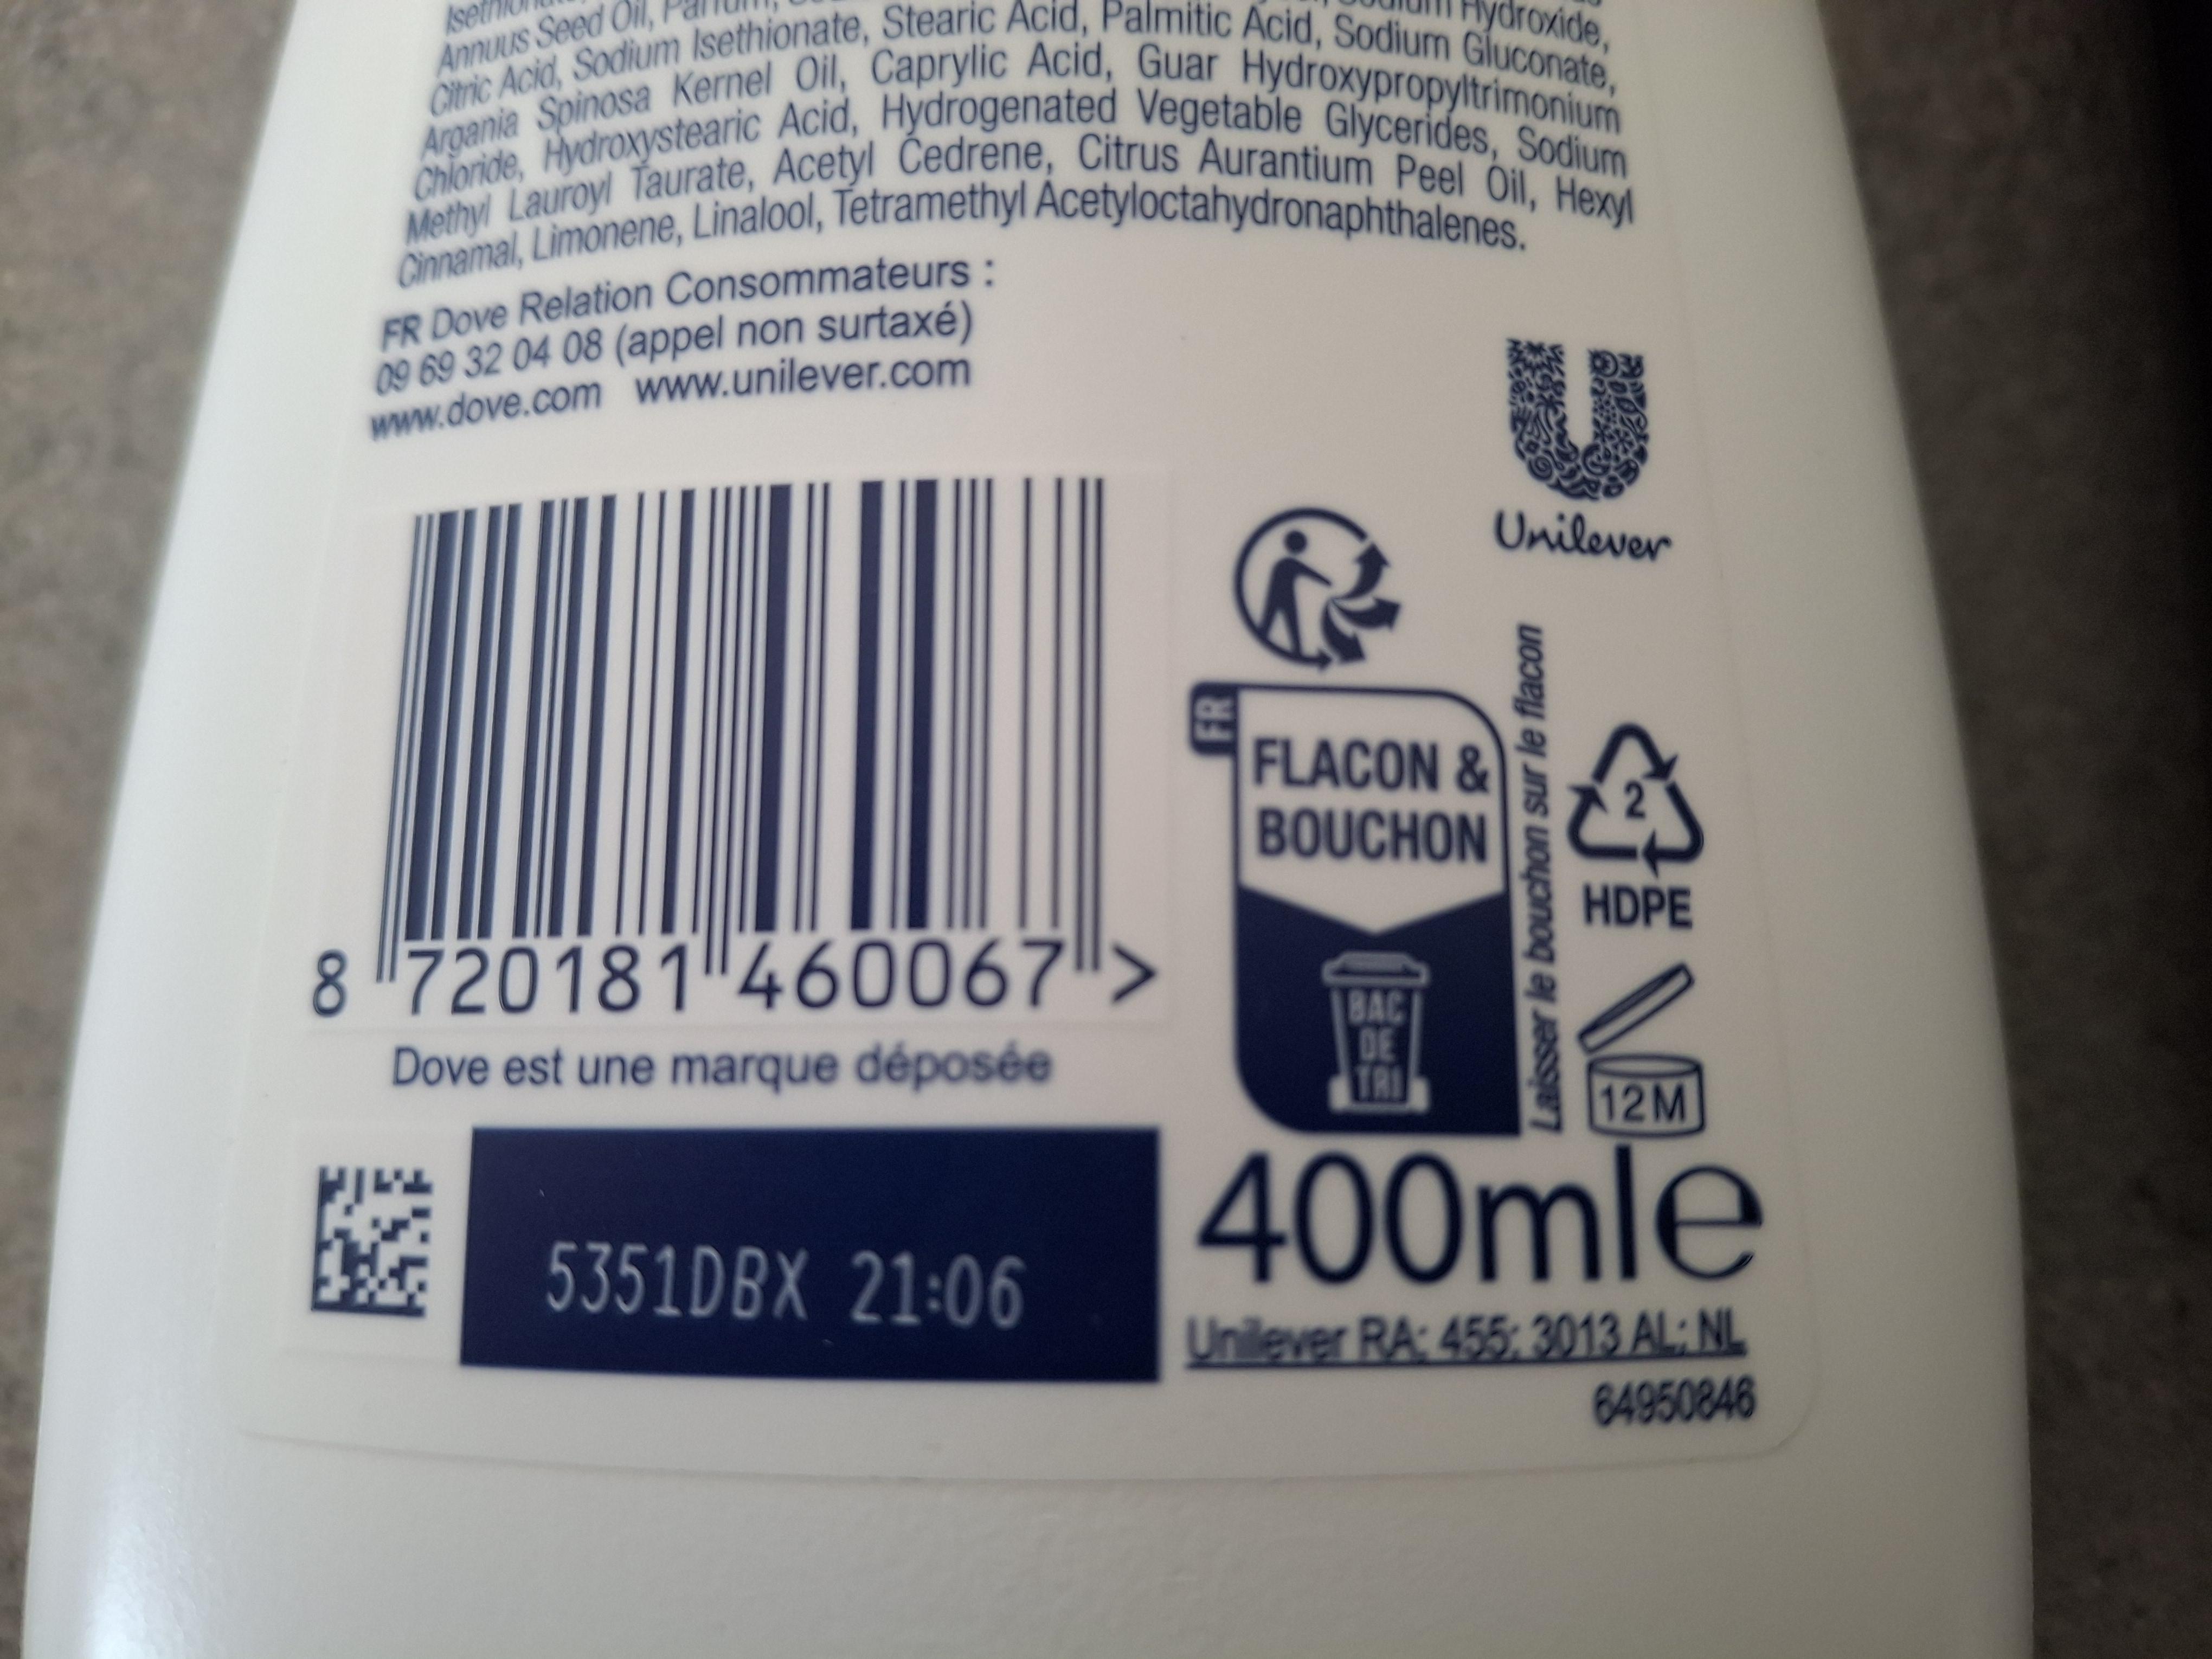 Annuus Seed Oil, Parfum, Hydroxide,
Citric Acid, Sodium Isethionate, Stearic Acid, Palmitic Acid, Sodium Gluconate,
Argania Spinosa Kernel Oil, Caprylic Acid, Guar Hydroxypropyltrimonium
Chloride, Hydroxystearic Acid, Hydrogenated Vegetable Glycerides, Sodium
Methyl Lauroyl Taurate, Acetyl Cedrene, Citrus Aurantium Peel Oil, Hexyl
Cinnamal, Limonene, Linalool, Tetramethyl Acetyloctahydronaphthalenes.
FR Dove Relation Consommateurs :
09 69 32 04 08 (appel non surtaxé)
www.dove.com www.unilever.com
Unilever
8 720181 460067 >
Dove est une marque déposée
FR
FLACON &
BOUCHON
BAC
DE
TRI
Laisser le bouchon sur le flacon
2
HDPE
12M
5351DBX 21:06
400ml e
Unilever RA; 455; 3013 AL; NL
64950846